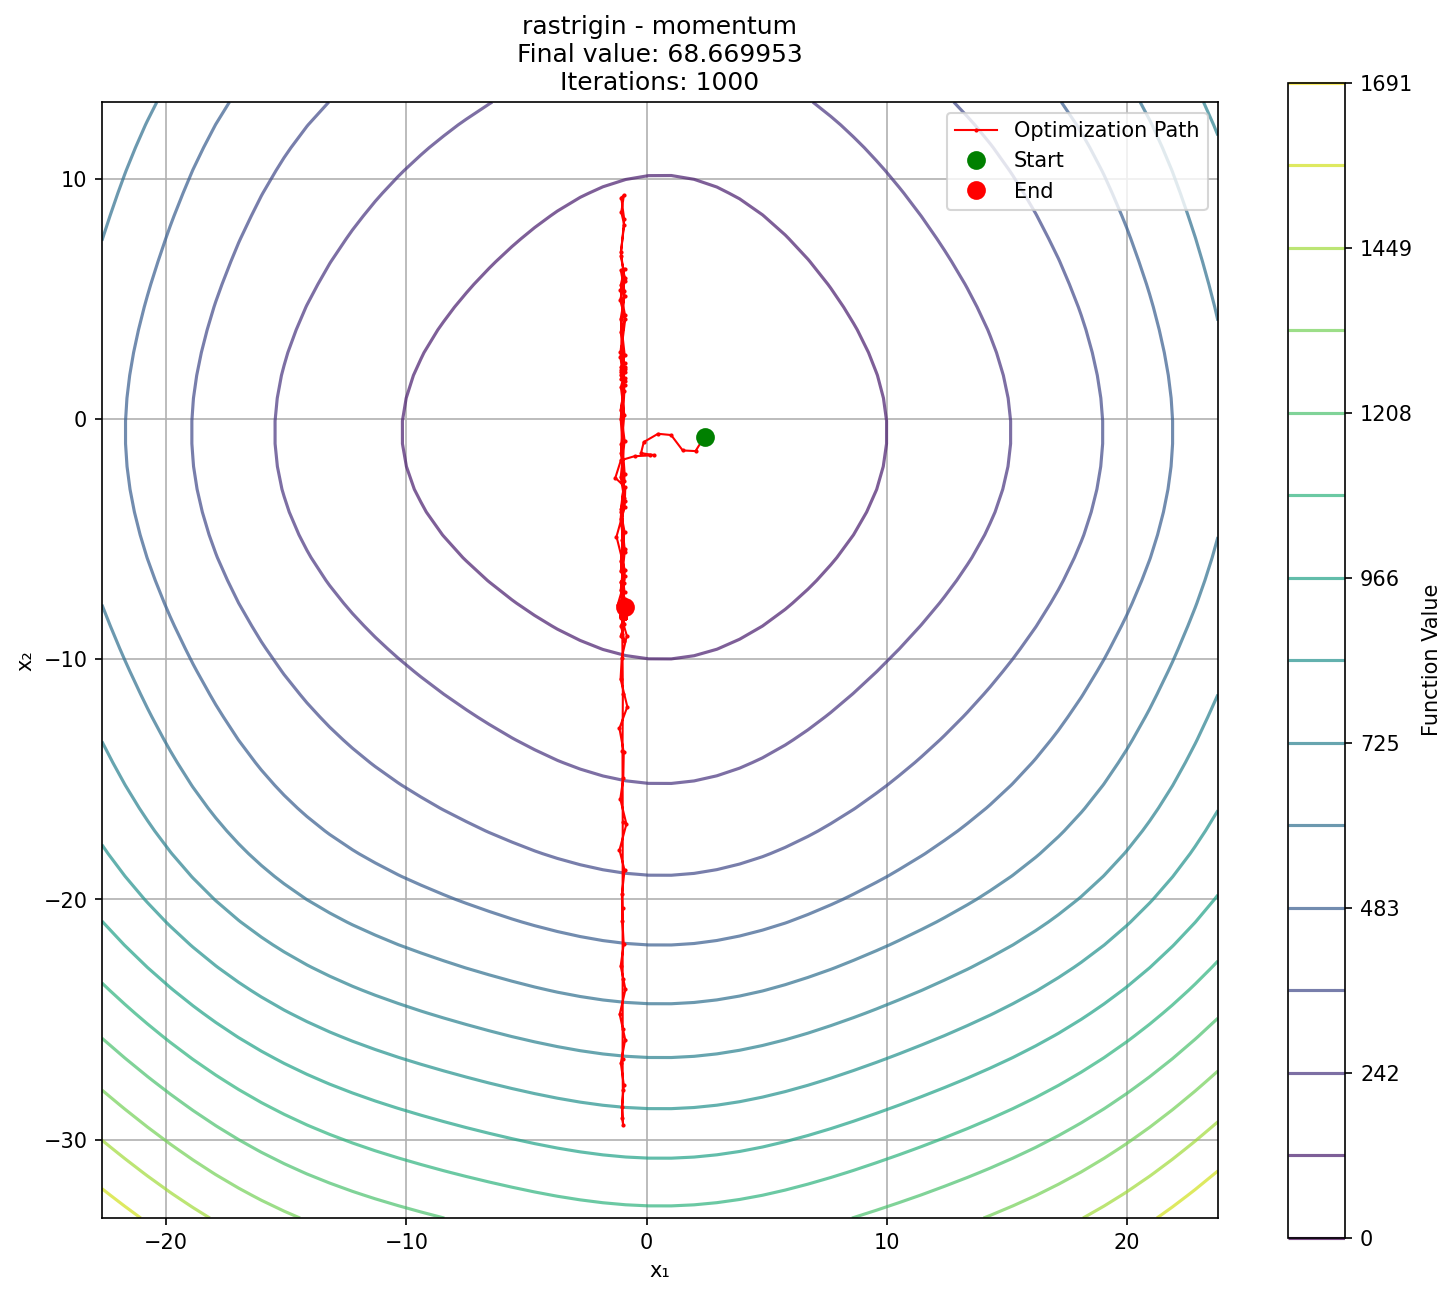 rastrigin - momentum
Final value: 68.669953
Iterations: 1000
Optimization Path
Start
End
10
0
−10
−20
−30
x₂
−20
−10
0
10
20
x₁
1691
1449
1208
966
725
483
242
0
Function Value